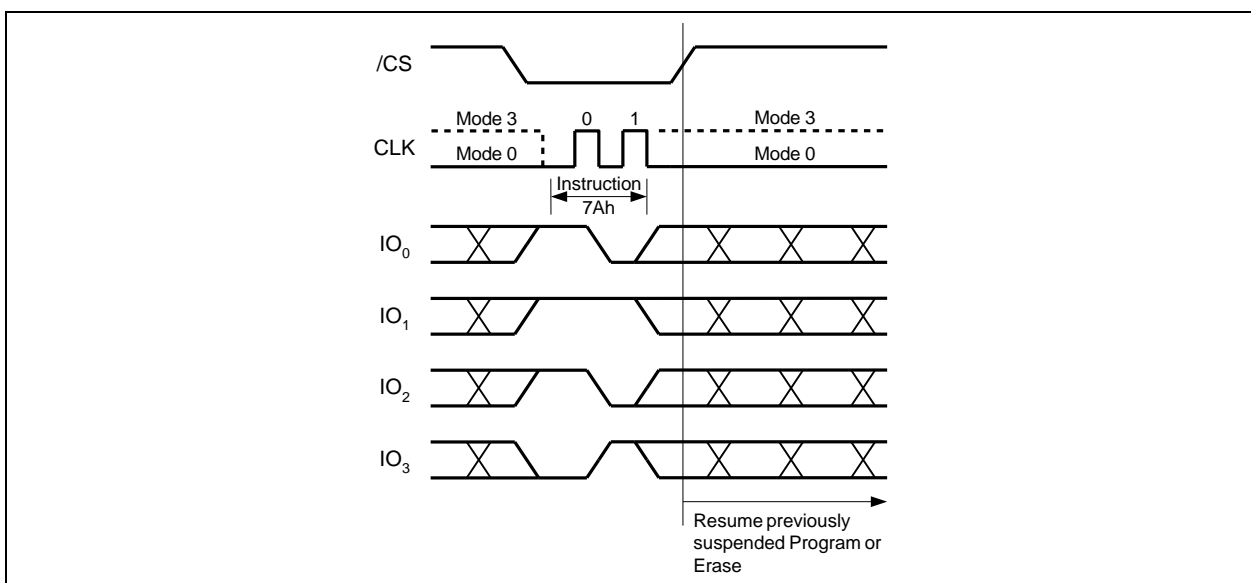 /CS
Mode 3 0 1 Mode 3
CLK
Mode 0 Mode 0
Instruction
7Ah
IO0
IO1
IO2
IO3
Resume previously
suspended Program or
Erase